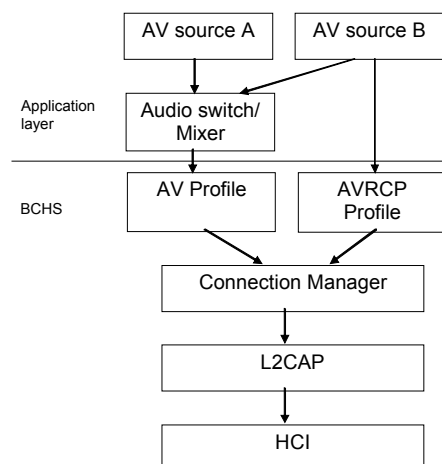 AV source A
AV source B
Application
layer
Audio switch/
Mixer
BCHS
AV Profile
AVRCP
Profile
Connection Manager
L2CAP
HCI